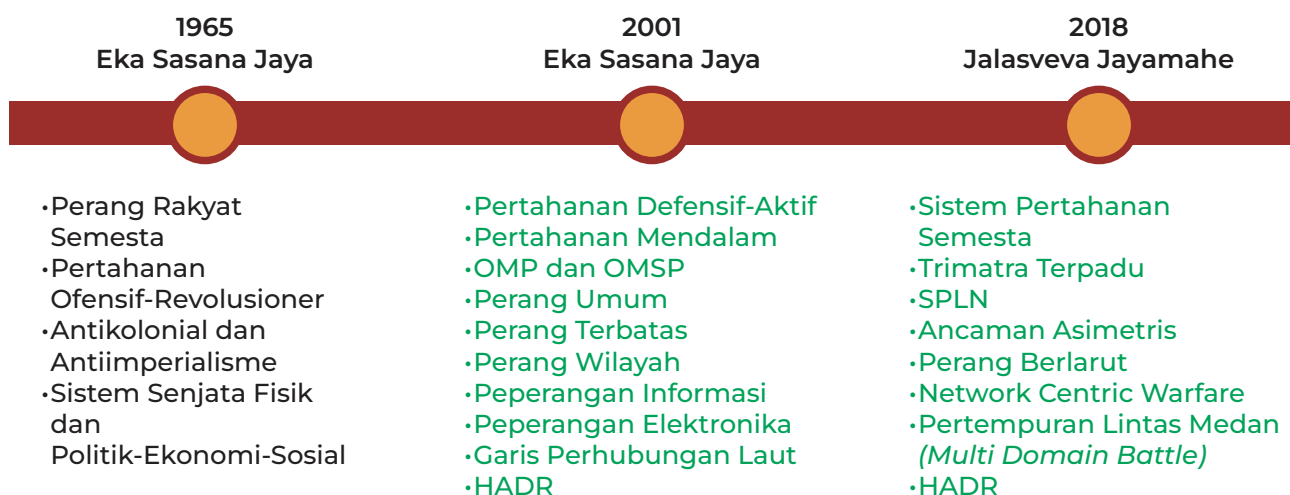 1965
Eka Sasana Jaya
2001
Eka Sasana Jaya
2018
Jalasveva Jayamahe
·Perang Rakyat
Semesta
·Pertahanan
Ofensif-Revolusioner
·Antikolonial dan
Antiimperialisme
·Sistem Senjata Fisik
dan
Politik-Ekonomi-Sosial
·Pertahanan Defensif-Aktif
·Pertahanan Mendalam
·OMP dan OMSP
·Perang Umum
·Perang Terbatas
·Perang Wilayah
·Peperangan Informasi
·Peperangan Elektronika
·Garis Perhubungan Laut
·HADR
·Sistem Pertahanan
Semesta
·Trimatra Terpadu
·SPLN
·Ancaman Asimetris
·Perang Berlarut
·Network Centric Warfare
·Pertempuran Lintas Medan
(Multi Domain Battle)
·HADR